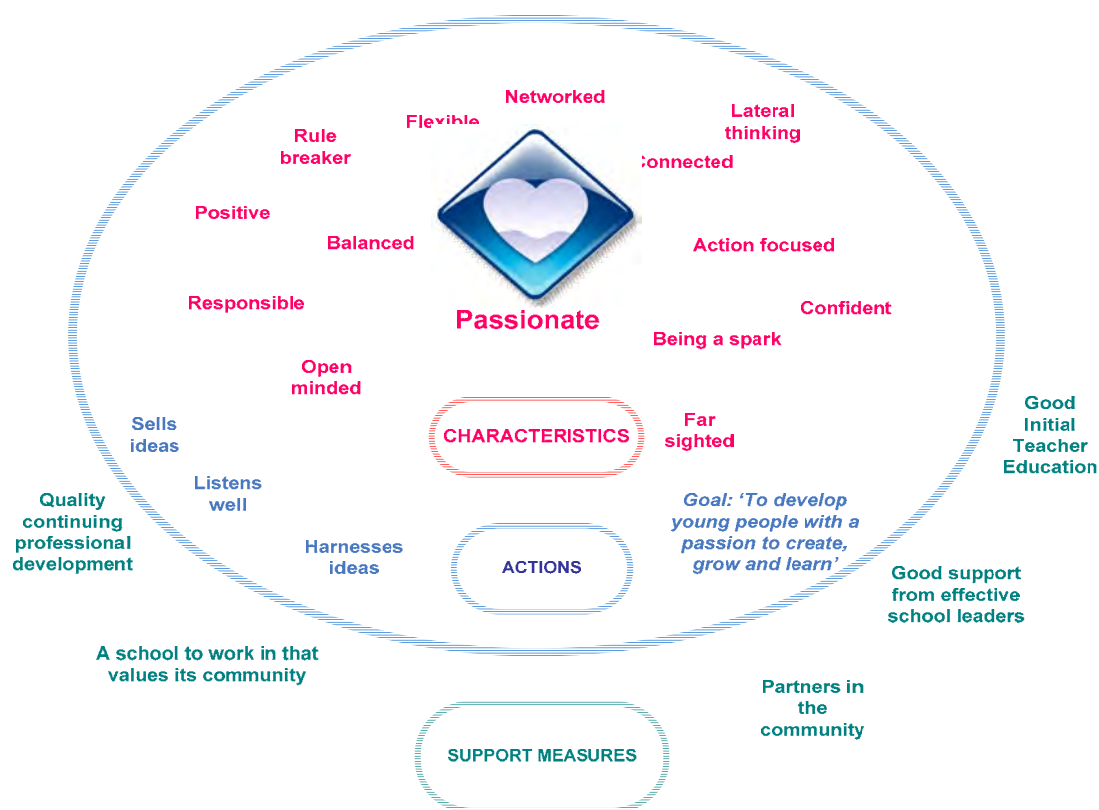 Networked
Flexible
Lateral
thinking
Rule
breaker
Connected
Positive
Balanced
Action focused
Responsible
Confident
Passionate
Being a spark
Open
minded
CHARACTERISTICS
Far
sighted
Sells
ideas
Good
Initial
Teacher
Education
Listens
well
Quality
continuing
professional
development
Goal: ‘To develop
young people with a
passion to create,
grow and learn’
Harnesses
ideas
ACTIONS
Good support
from effective
school leaders
A school to work in that
values its community
Partners in
the
community
SUPPORT MEASURES